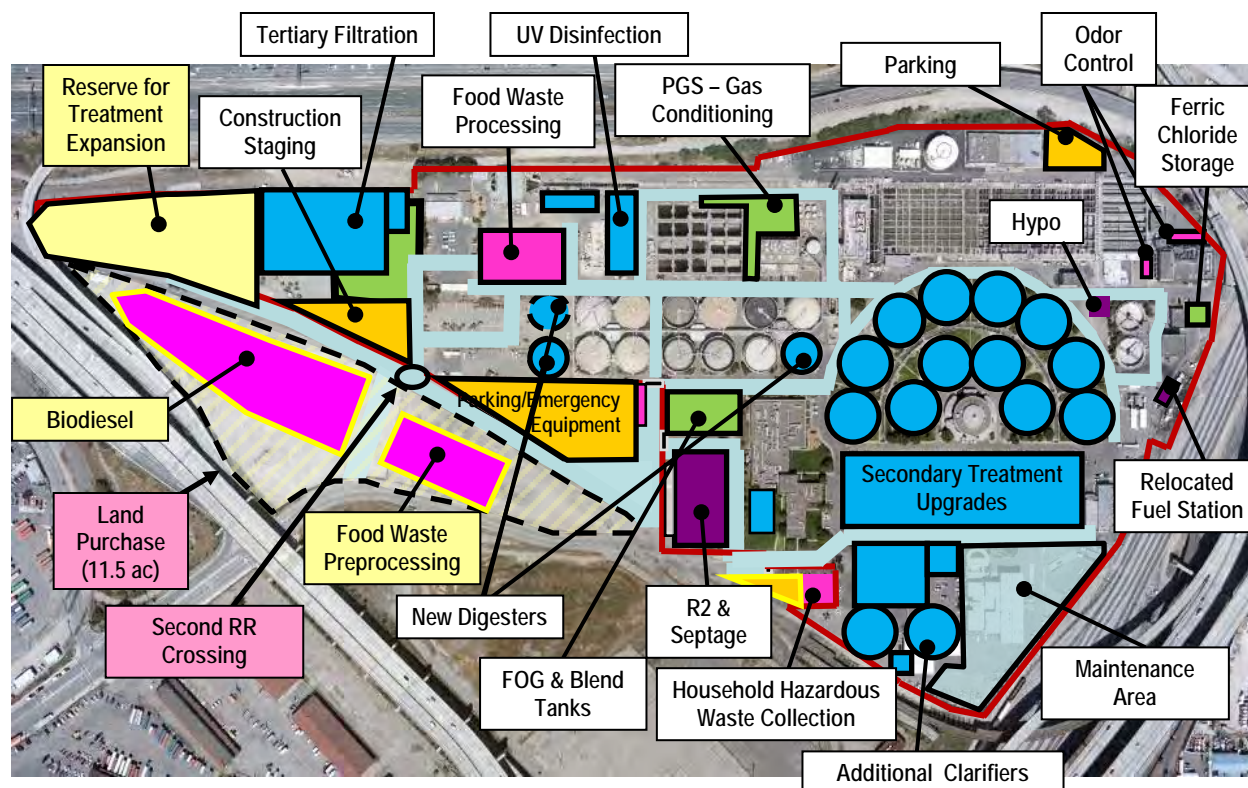 Tertiary Filtration
UV Disinfection
Odor
Control
Parking
Reserve for
Treatment
Expansion
Construction
Staging
Food Waste
Processing
PGS – Gas
Conditioning
Ferric
Chloride
Storage
Hypo
Biodiesel
Parking/Emergency
Equipment
Secondary Treatment
Upgrades
Relocated
Fuel Station
Land
Purchase
(11.5 ac)
Food Waste
Preprocessing
New Digesters
R2 &
Septage
Second RR
Crossing
FOG & Blend
Tanks
Household Hazardous
Waste Collection
Maintenance
Area
Additional Clarifiers